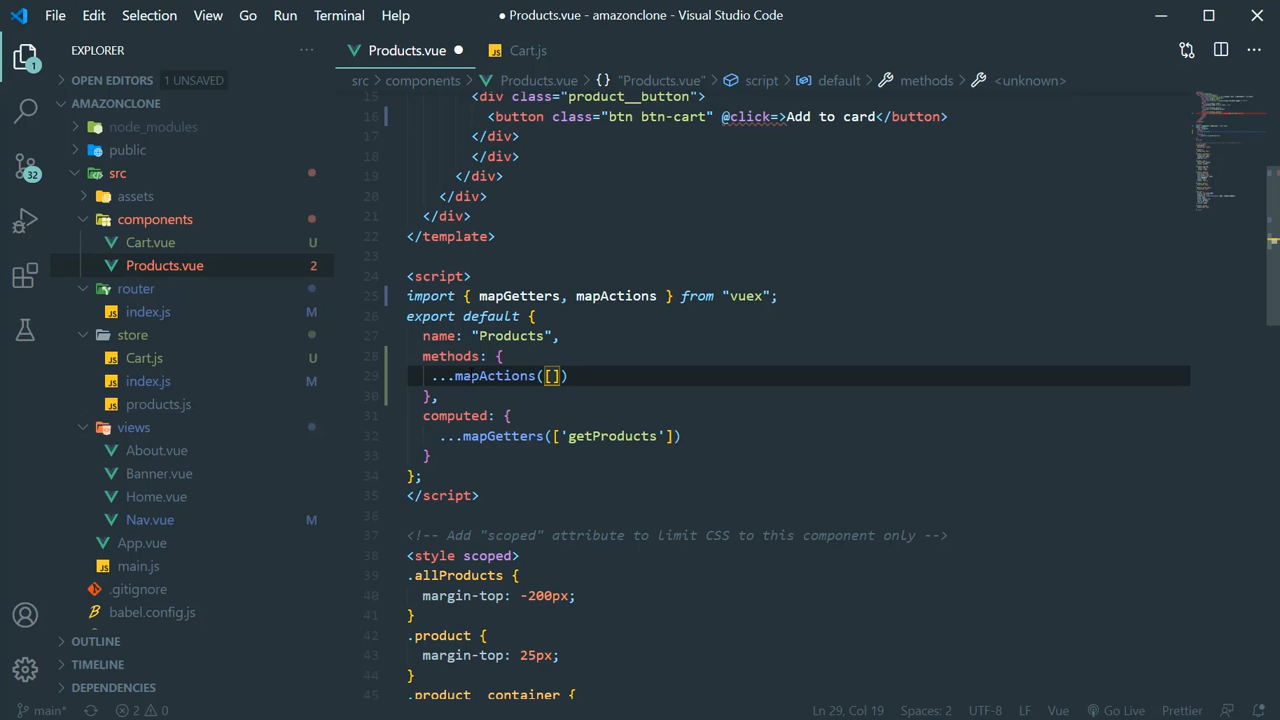 File Edit Selection View Go Run Terminal Help
● Products.vue - amazonclone - Visual Studio Code
EXPLORER
Products.vue
Cart.js
OPEN EDITORS 1 UNSAVED
src components Products.vue {} "Products.vue" script default methods <unknown>
AMAZONCLONE
node_modules
public
src
assets
components
Cart.vue U
Products.vue 2
router
index.js M
store
Cart.js U
index.js M
products.js
views
About.vue
Banner.vue
Home.vue
Nav.vue M
App.vue
main.js
.gitignore
babel.config.js
OUTLINE
TIMELINE
DEPENDENCIES
1
32
15 <div class="product__button">
16 <button class="btn btn-cart" @click=>Add to card</button>
17 </div>
18 </div>
19 </div>
20 </div>
21 </div>
22 </template>
23
24 <script>
25 import { mapGetters, mapActions } from "vuex";
26 export default {
27 name: "Products",
28 methods: {
29 ...mapActions([])
30 },
31 computed: {
32 ...mapGetters(['getProducts'])
33 }
34 };
35 </script>
36
37 <!-- Add "scoped" attribute to limit CSS to this component only -->
38 <style scoped>
39 .allProducts {
40 margin-top: -200px;
41 }
42 .product {
43 margin-top: 25px;
44 }
45 .product__container {
main* 2 0 Ln 29, Col 19 Spaces: 2 UTF-8 LF Vue Go Live Prettier